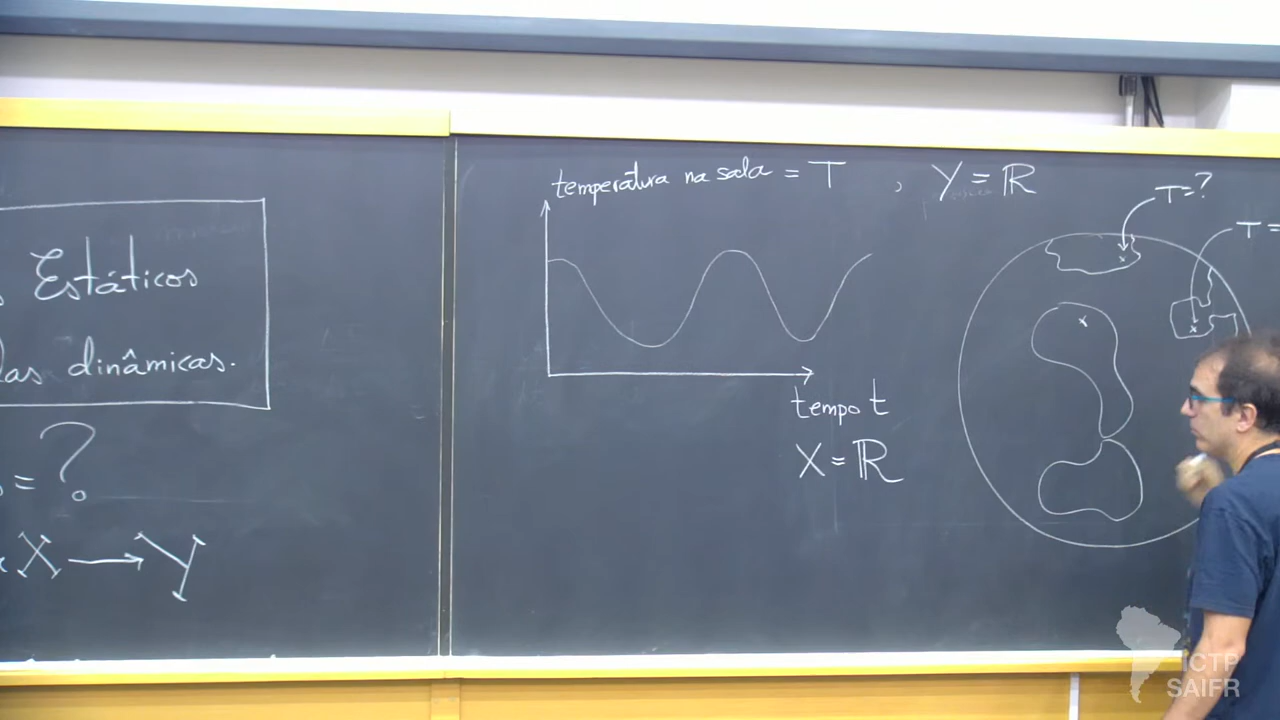 Estáticos
las dinâmicas.
= ?
X → Y
temperatura na sala = T , Y = ℝ
T=?
T=
tempo t
X = ℝ
ICTP
SAIFR